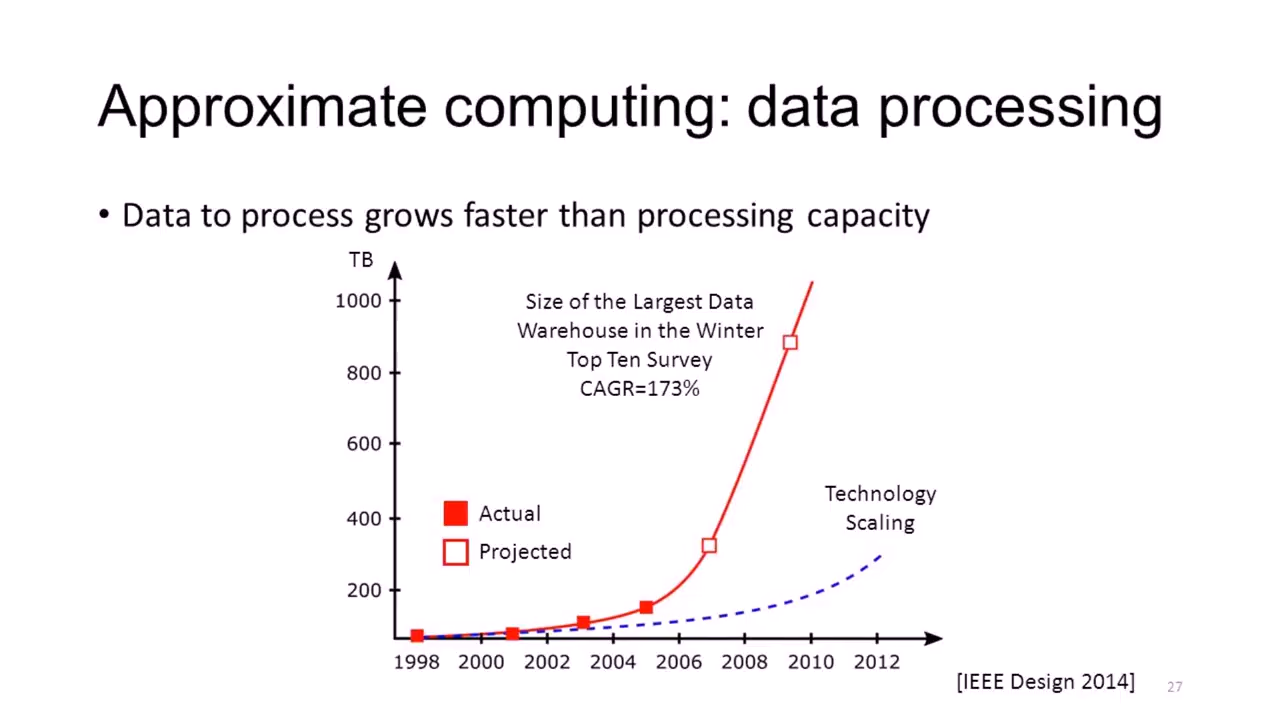 Approximate computing: data processing
• Data to process grows faster than processing capacity
TB
1000
800
600
400
200
Size of the Largest Data
Warehouse in the Winter
Top Ten Survey
CAGR=173%
Actual
Projected
Technology
Scaling
1998 2000 2002 2004 2006 2008 2010 2012
[IEEE Design 2014]
27